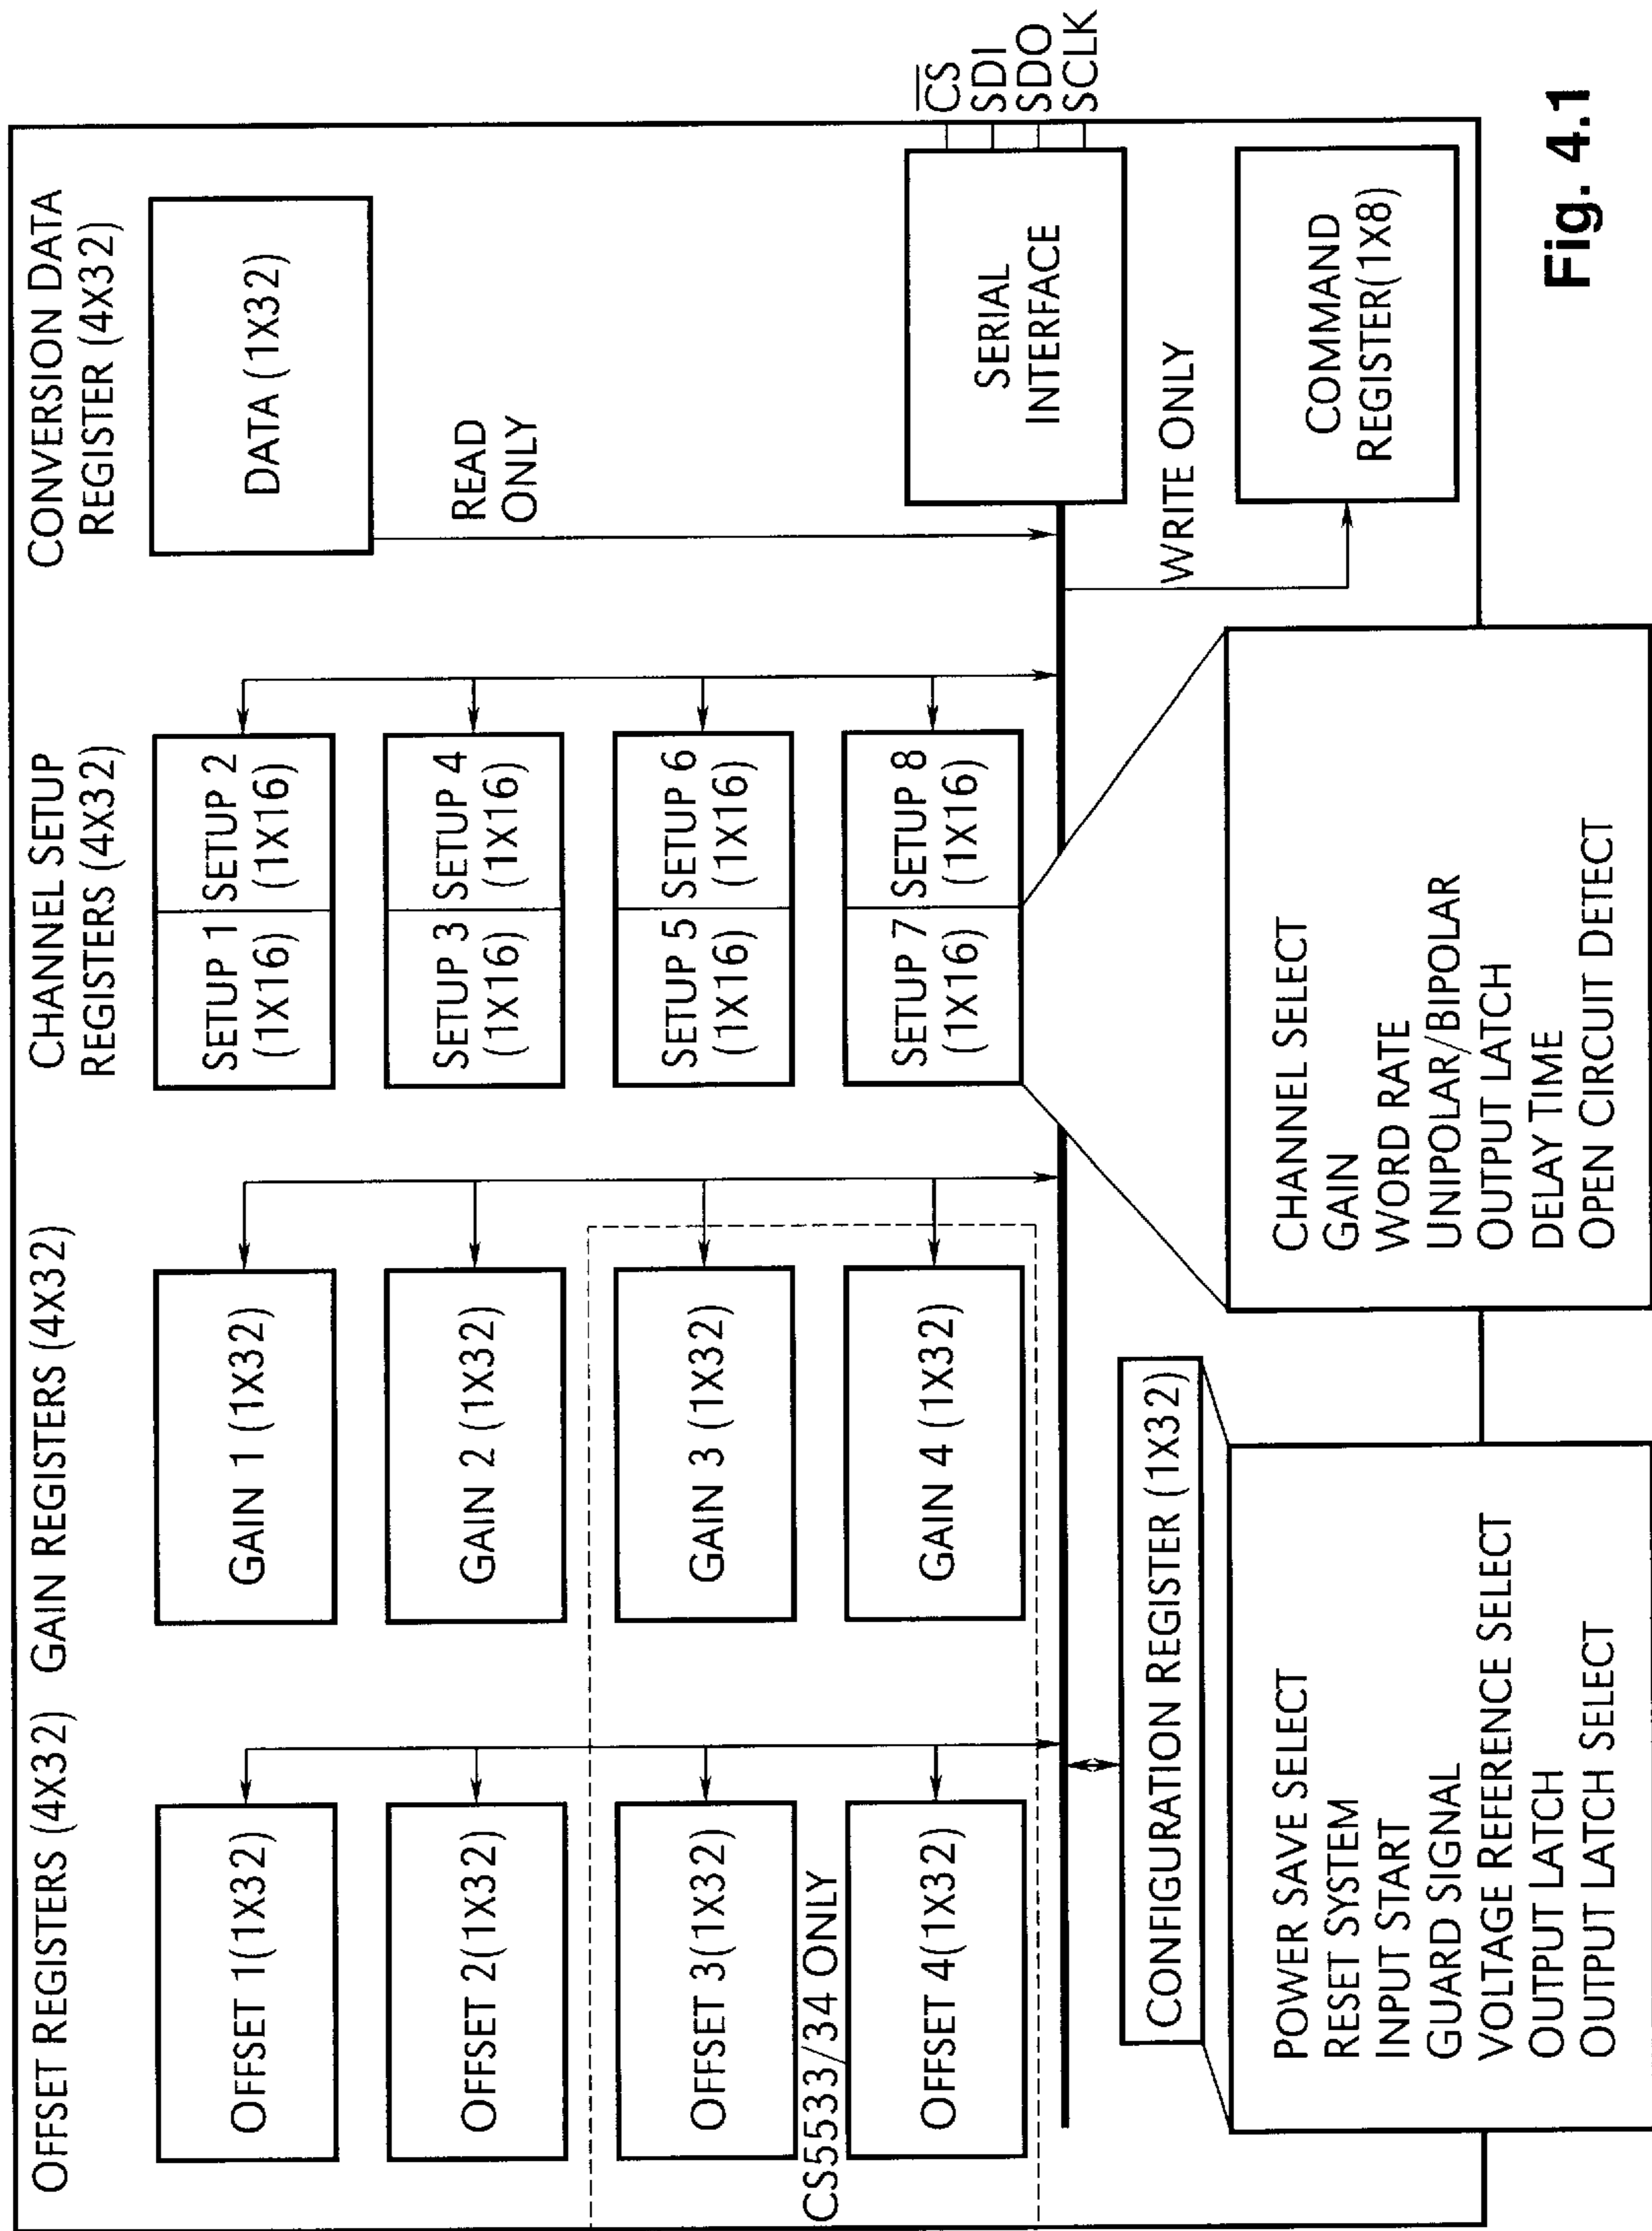 OFFSET REGISTERS (4X32)
GAIN REGISTERS (4X32)
CHANNEL SETUP
REGISTERS (4X32)
CONVERSION DATA
REGISTER (4X32)
OFFSET 1(1X32)
GAIN 1 (1X32)
SETUP 1
(1X16)
SETUP 2
(1X16)
DATA (1X32)
OFFSET 2(1X32)
GAIN 2 (1X32)
SETUP 3
(1X16)
SETUP 4
(1X16)
READ
ONLY
OFFSET 3(1X32)
GAIN 3 (1X32)
SETUP 5
(1X16)
SETUP 6
(1X16)
CS5533/34 ONLY
OFFSET 4(1X32)
GAIN 4 (1X32)
SETUP 7
(1X16)
SETUP 8
(1X16)
SERIAL
INTERFACE
C̅S̅
SDI
SDO
SCLK
CONFIGURATION REGISTER (1X32)
WRITE ONLY
COMMAND
REGISTER(1X8)
POWER SAVE SELECT
RESET SYSTEM
INPUT START
GUARD SIGNAL
VOLTAGE REFERENCE SELECT
OUTPUT LATCH
OUTPUT LATCH SELECT
CHANNEL SELECT
GAIN
WORD RATE
UNIPOLAR/BIPOLAR
OUTPUT LATCH
DELAY TIME
OPEN CIRCUIT DETECT
Fig. 4.1